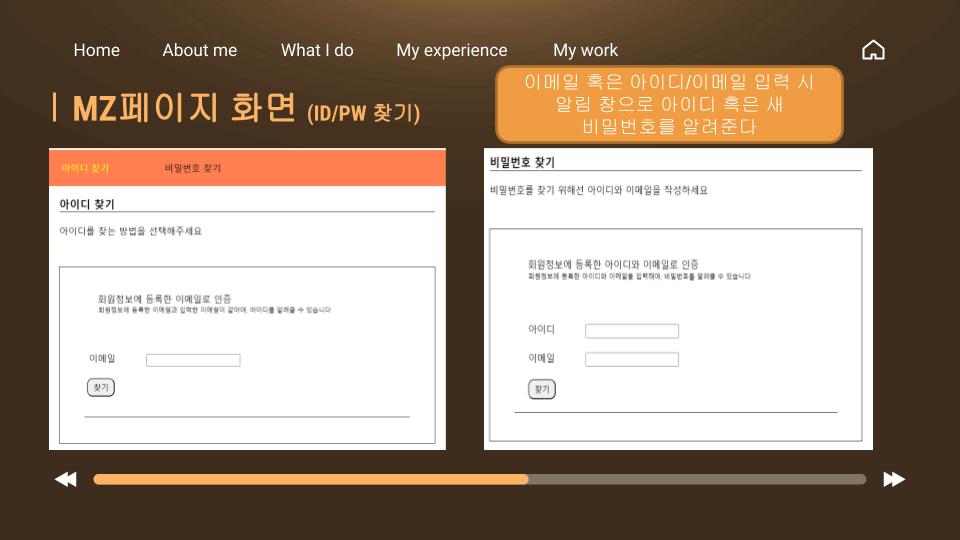 Home About me What I do My experience My work
MZ페이지 화면 (ID/PW 찾기)
이메일 혹은 아이디/이메일 입력 시
알림 창으로 아이디 혹은 새
비밀번호를 알려준다
아이디 찾기 비밀번호 찾기
아이디 찾기
아이디를 찾는 방법을 선택해주세요
회원정보에 등록한 이메일로 인증
회원정보에 등록한 이메일과 입력한 이메일이 같아야, 아이디를 알려줄 수 있습니다
이메일
찾기
비밀번호 찾기
비밀번호를 찾기 위해선 아이디와 이메일을 작성하세요
회원정보에 등록한 아이디와 이메일로 인증
회원정보에 등록한 아이디와 이메일을 입력해야, 비밀번호를 알려줄 수 있습니다
아이디
이메일
찾기